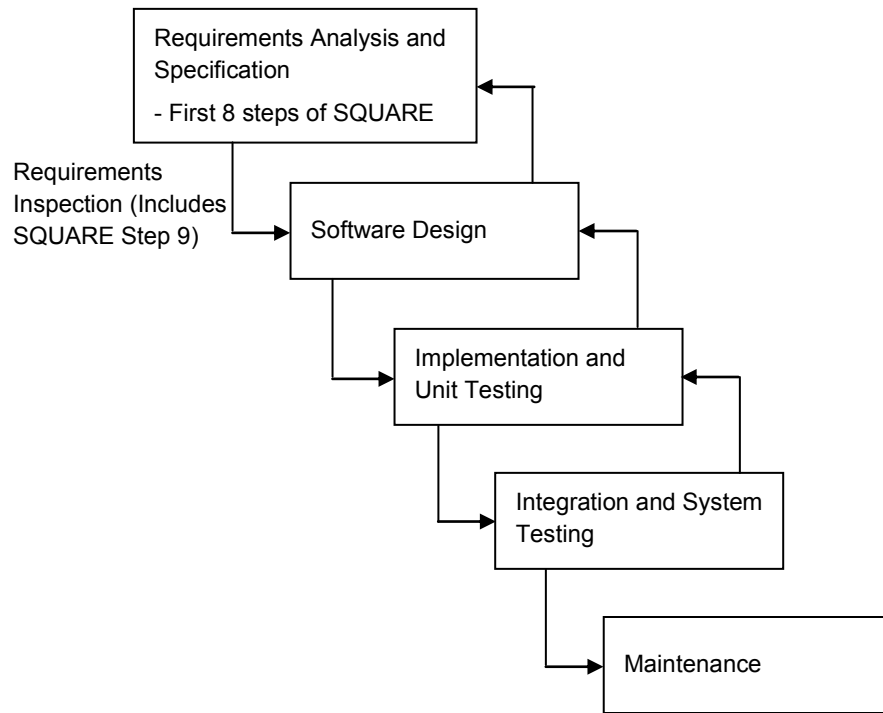 Requirements Analysis and
Specification
- First 8 steps of SQUARE
Requirements
Inspection (Includes
SQUARE Step 9)
Software Design
Implementation and
Unit Testing
Integration and System
Testing
Maintenance